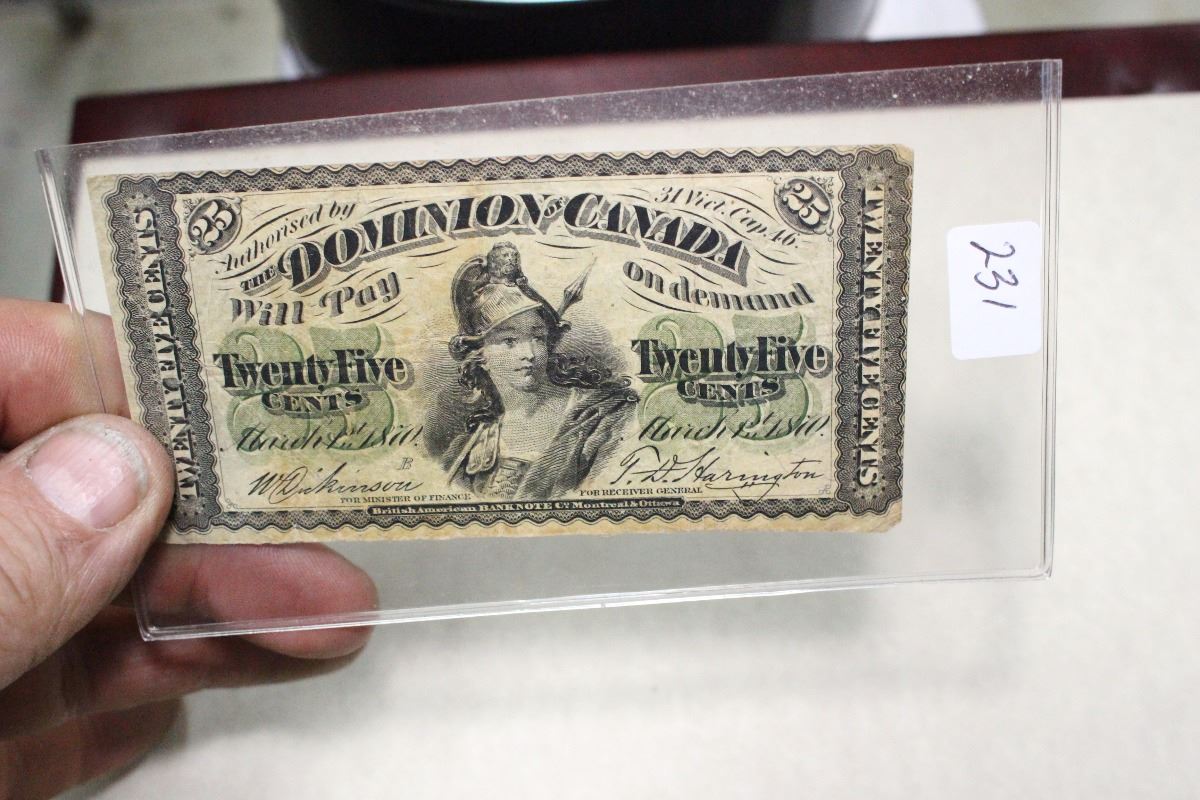 25
Authorised by
31 Vict. Cap. 46.
25
THE DOMINION OF CANADA
Will Pay
on demand
Twenty Five
CENTS
Twenty Five
CENTS
March 1st 1870.
March 1st 1870.
B
W Dickinson
FOR MINISTER OF FINANCE
T. D. Harington
FOR RECEIVER GENERAL
British American BANK NOTE Co. Montreal & Ottawa
TWENTY FIVE CENTS
TWENTY FIVE CENTS
231